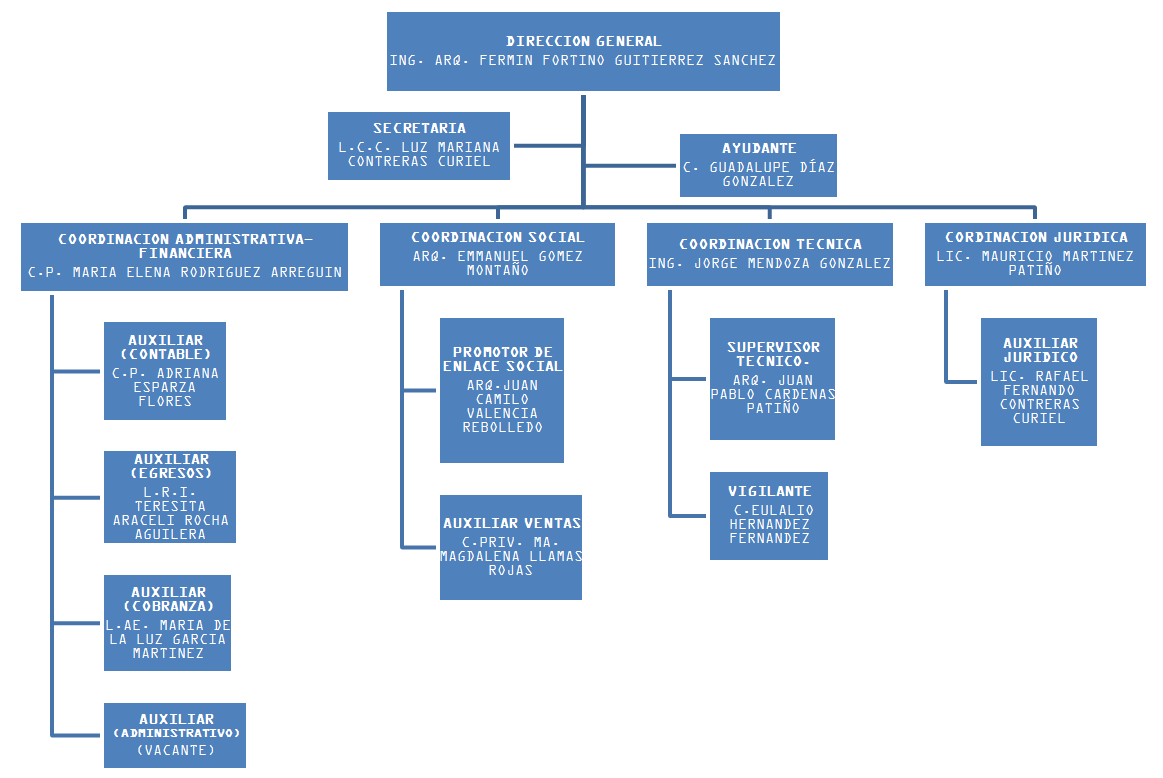 DIRECCION GENERAL
ING. ARQ. FERMIN FORTINO GUITIERREZ SANCHEZ
SECRETARIA
L.C.C. LUZ MARIANA
CONTRERAS CURIEL
AYUDANTE
C. GUADALUPE DÍAZ
GONZALEZ
COORDINACION ADMINISTRATIVA-
FINANCIERA
C.P. MARIA ELENA RODRIGUEZ ARREGUIN
AUXILIAR
(CONTABLE)
C.P. ADRIANA
ESPARZA
FLORES
AUXILIAR
(EGRESOS)
L.R.I.
TERESITA
ARACELI ROCHA
AGUILERA
AUXILIAR
(COBRANZA)
L.AE. MARIA DE
LA LUZ GARCIA
MARTINEZ
AUXILIAR
(ADMINISTRATIVO)
(VACANTE)
COORDINACION SOCIAL
ARQ. EMMANUEL GOMEZ
MONTAÑO
PROMOTOR DE
ENLACE SOCIAL
ARQ.JUAN
CAMILO
VALENCIA
REBOLLEDO
AUXILIAR VENTAS
C.PRIV. MA.
MAGDALENA LLAMAS
ROJAS
COORDINACION TECNICA
ING. JORGE MENDOZA GONZALEZ
SUPERVISOR
TECNICO.
ARQ. JUAN
PABLO CARDENAS
PATIÑO
VIGILANTE
C.EULALIO
HERNANDEZ
FERNANDEZ
CORDINACION JURIDICA
LIC. MAURICIO MARTINEZ
PATIÑO
AUXILIAR
JURIDICO
LIC. RAFAEL
FERNANDO
CONTRERAS
CURIEL